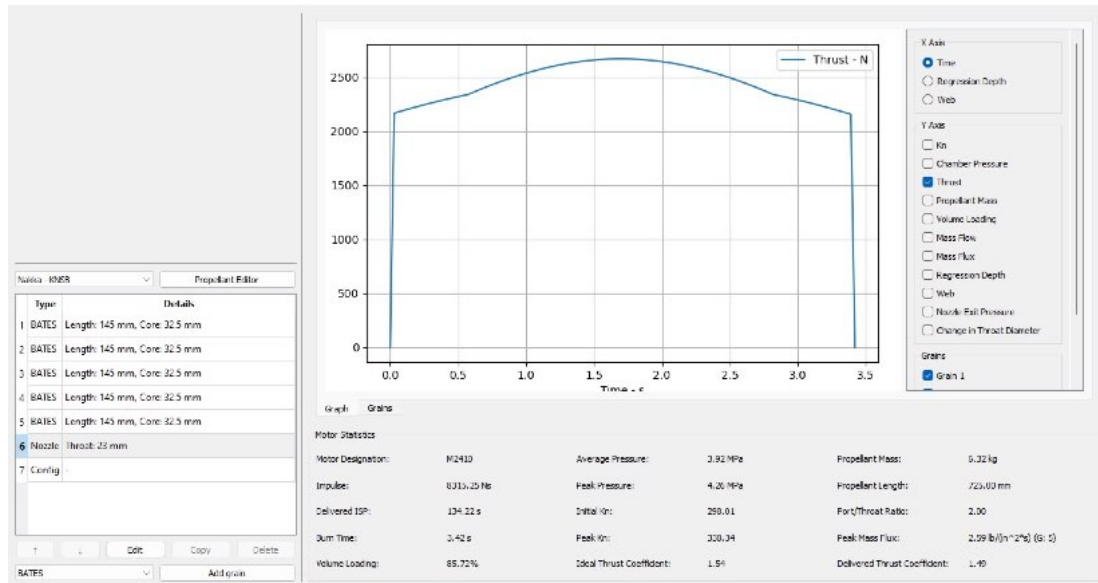 Nakka - KNSB
Propellant Editor
Type Details
1 BATES Length: 145 mm, Core: 32.5 mm
2 BATES Length: 145 mm, Core: 32.5 mm
3 BATES Length: 145 mm, Core: 32.5 mm
4 BATES Length: 145 mm, Core: 32.5 mm
5 BATES Length: 145 mm, Core: 32.5 mm
6 Nozzle Throat: 23 mm
7 Config -
↑ ↓ Edit Copy Delete
BATES Add grain
Thrust - N
2500
2000
1500
1000
500
0
0.0 0.5 1.0 1.5 2.0 2.5 3.0 3.5
Time - s
X Axis
Time
Regression Depth
Web
Y Axis
Kn
Chamber Pressure
Thrust
Propellant Mass
Volume Loading
Mass Flow
Mass Flux
Regression Depth
Web
Nozzle Exit Pressure
Change in Throat Diameter
Grains
Grain 1
Graph Grains
Motor Statistics
Motor Designation: M2410 Average Pressure: 3.92 MPa Propellant Mass: 6.32 kg
Impulse: 8315.25 Ns Peak Pressure: 4.26 MPa Propellant Length: 725.00 mm
Delivered ISP: 134.22 s Initial Kn: 298.01 Port/Throat Ratio: 2.00
Burn Time: 3.42 s Peak Kn: 338.34 Peak Mass Flux: 2.59 lb/(in^2*s) (G: 5)
Volume Loading: 85.72% Ideal Thrust Coefficient: 1.54 Delivered Thrust Coefficient: 1.49